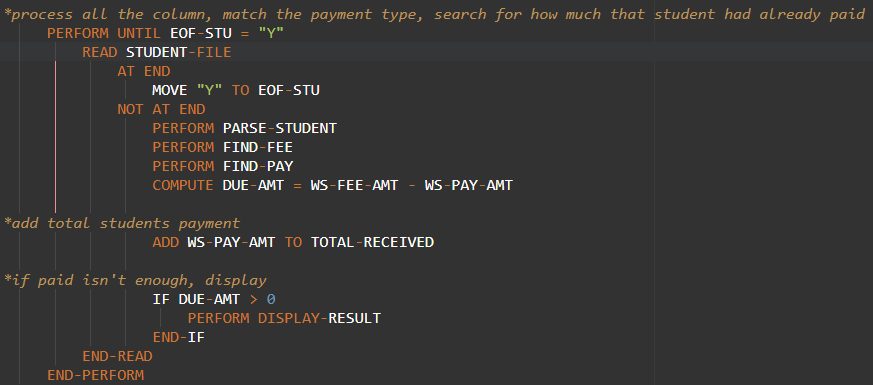 *process all the column, match the payment type, search for how much that student had already paid
PERFORM UNTIL EOF-STU = "Y"
READ STUDENT-FILE
AT END
MOVE "Y" TO EOF-STU
NOT AT END
PERFORM PARSE-STUDENT
PERFORM FIND-FEE
PERFORM FIND-PAY
COMPUTE DUE-AMT = WS-FEE-AMT - WS-PAY-AMT
*add total students payment
ADD WS-PAY-AMT TO TOTAL-RECEIVED
*if paid isn't enough, display
IF DUE-AMT > 0
PERFORM DISPLAY-RESULT
END-IF
END-READ
END-PERFORM